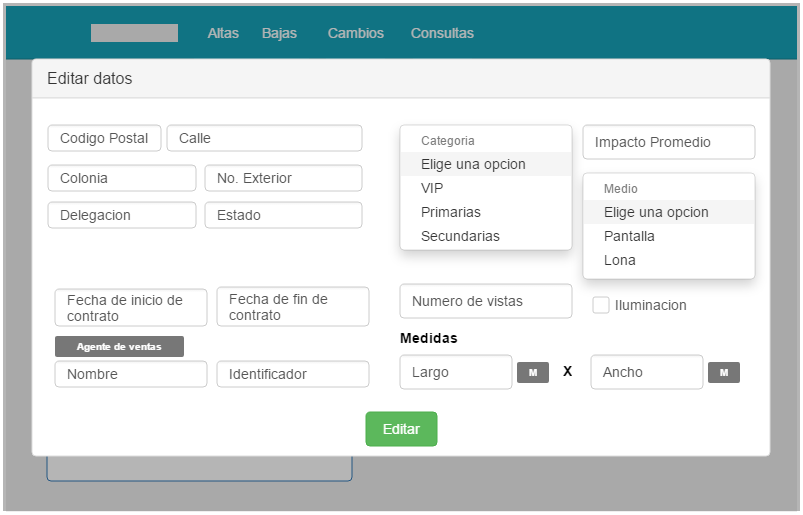 Altas Bajas Cambios Consultas
Editar datos
Codigo Postal Calle
Colonia No. Exterior
Delegacion Estado
Categoria
Elige una opcion
VIP
Primarias
Secundarias
Impacto Promedio
Medio
Elige una opcion
Pantalla
Lona
Fecha de inicio de
contrato
Fecha de fin de
contrato
Agente de ventas
Nombre Identificador
Numero de vistas
Iluminacion
Medidas
Largo M X Ancho M
Editar